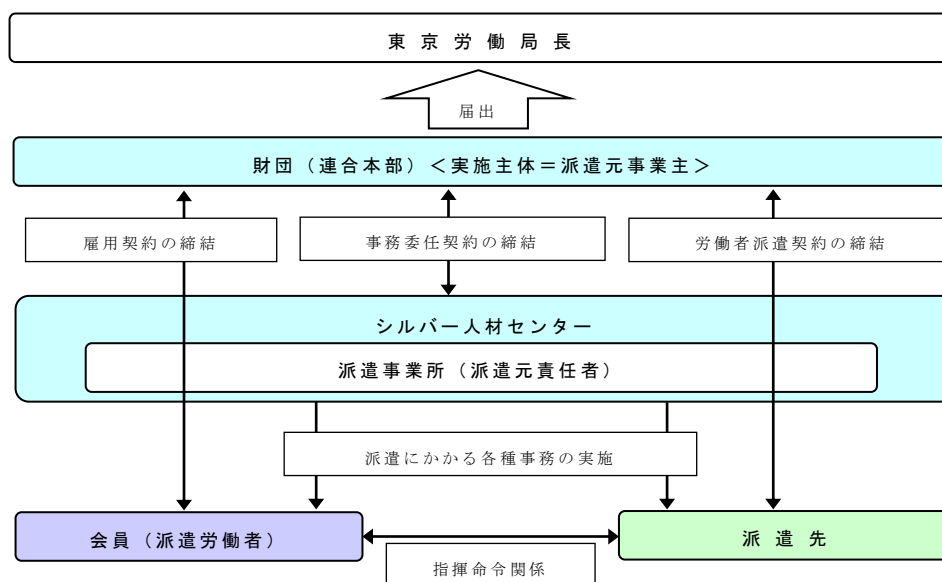 東京労働局長
届出
財団（連合本部）＜実施主体＝派遣元事業主＞
雇用契約の締結
事務委任契約の締結
労働者派遣契約の締結
シルバー人材センター
派遣事業所（派遣元責任者）
派遣にかかる各種事務の実施
会員（派遣労働者）
派遣先
指揮命令関係